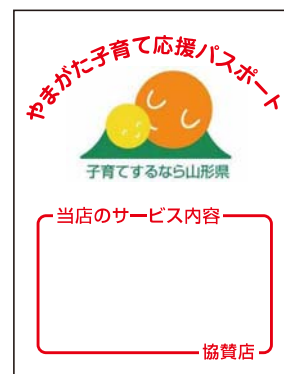 やまがた子育て応援パスポート
子育てするなら山形県
当店のサービス内容
協賛店